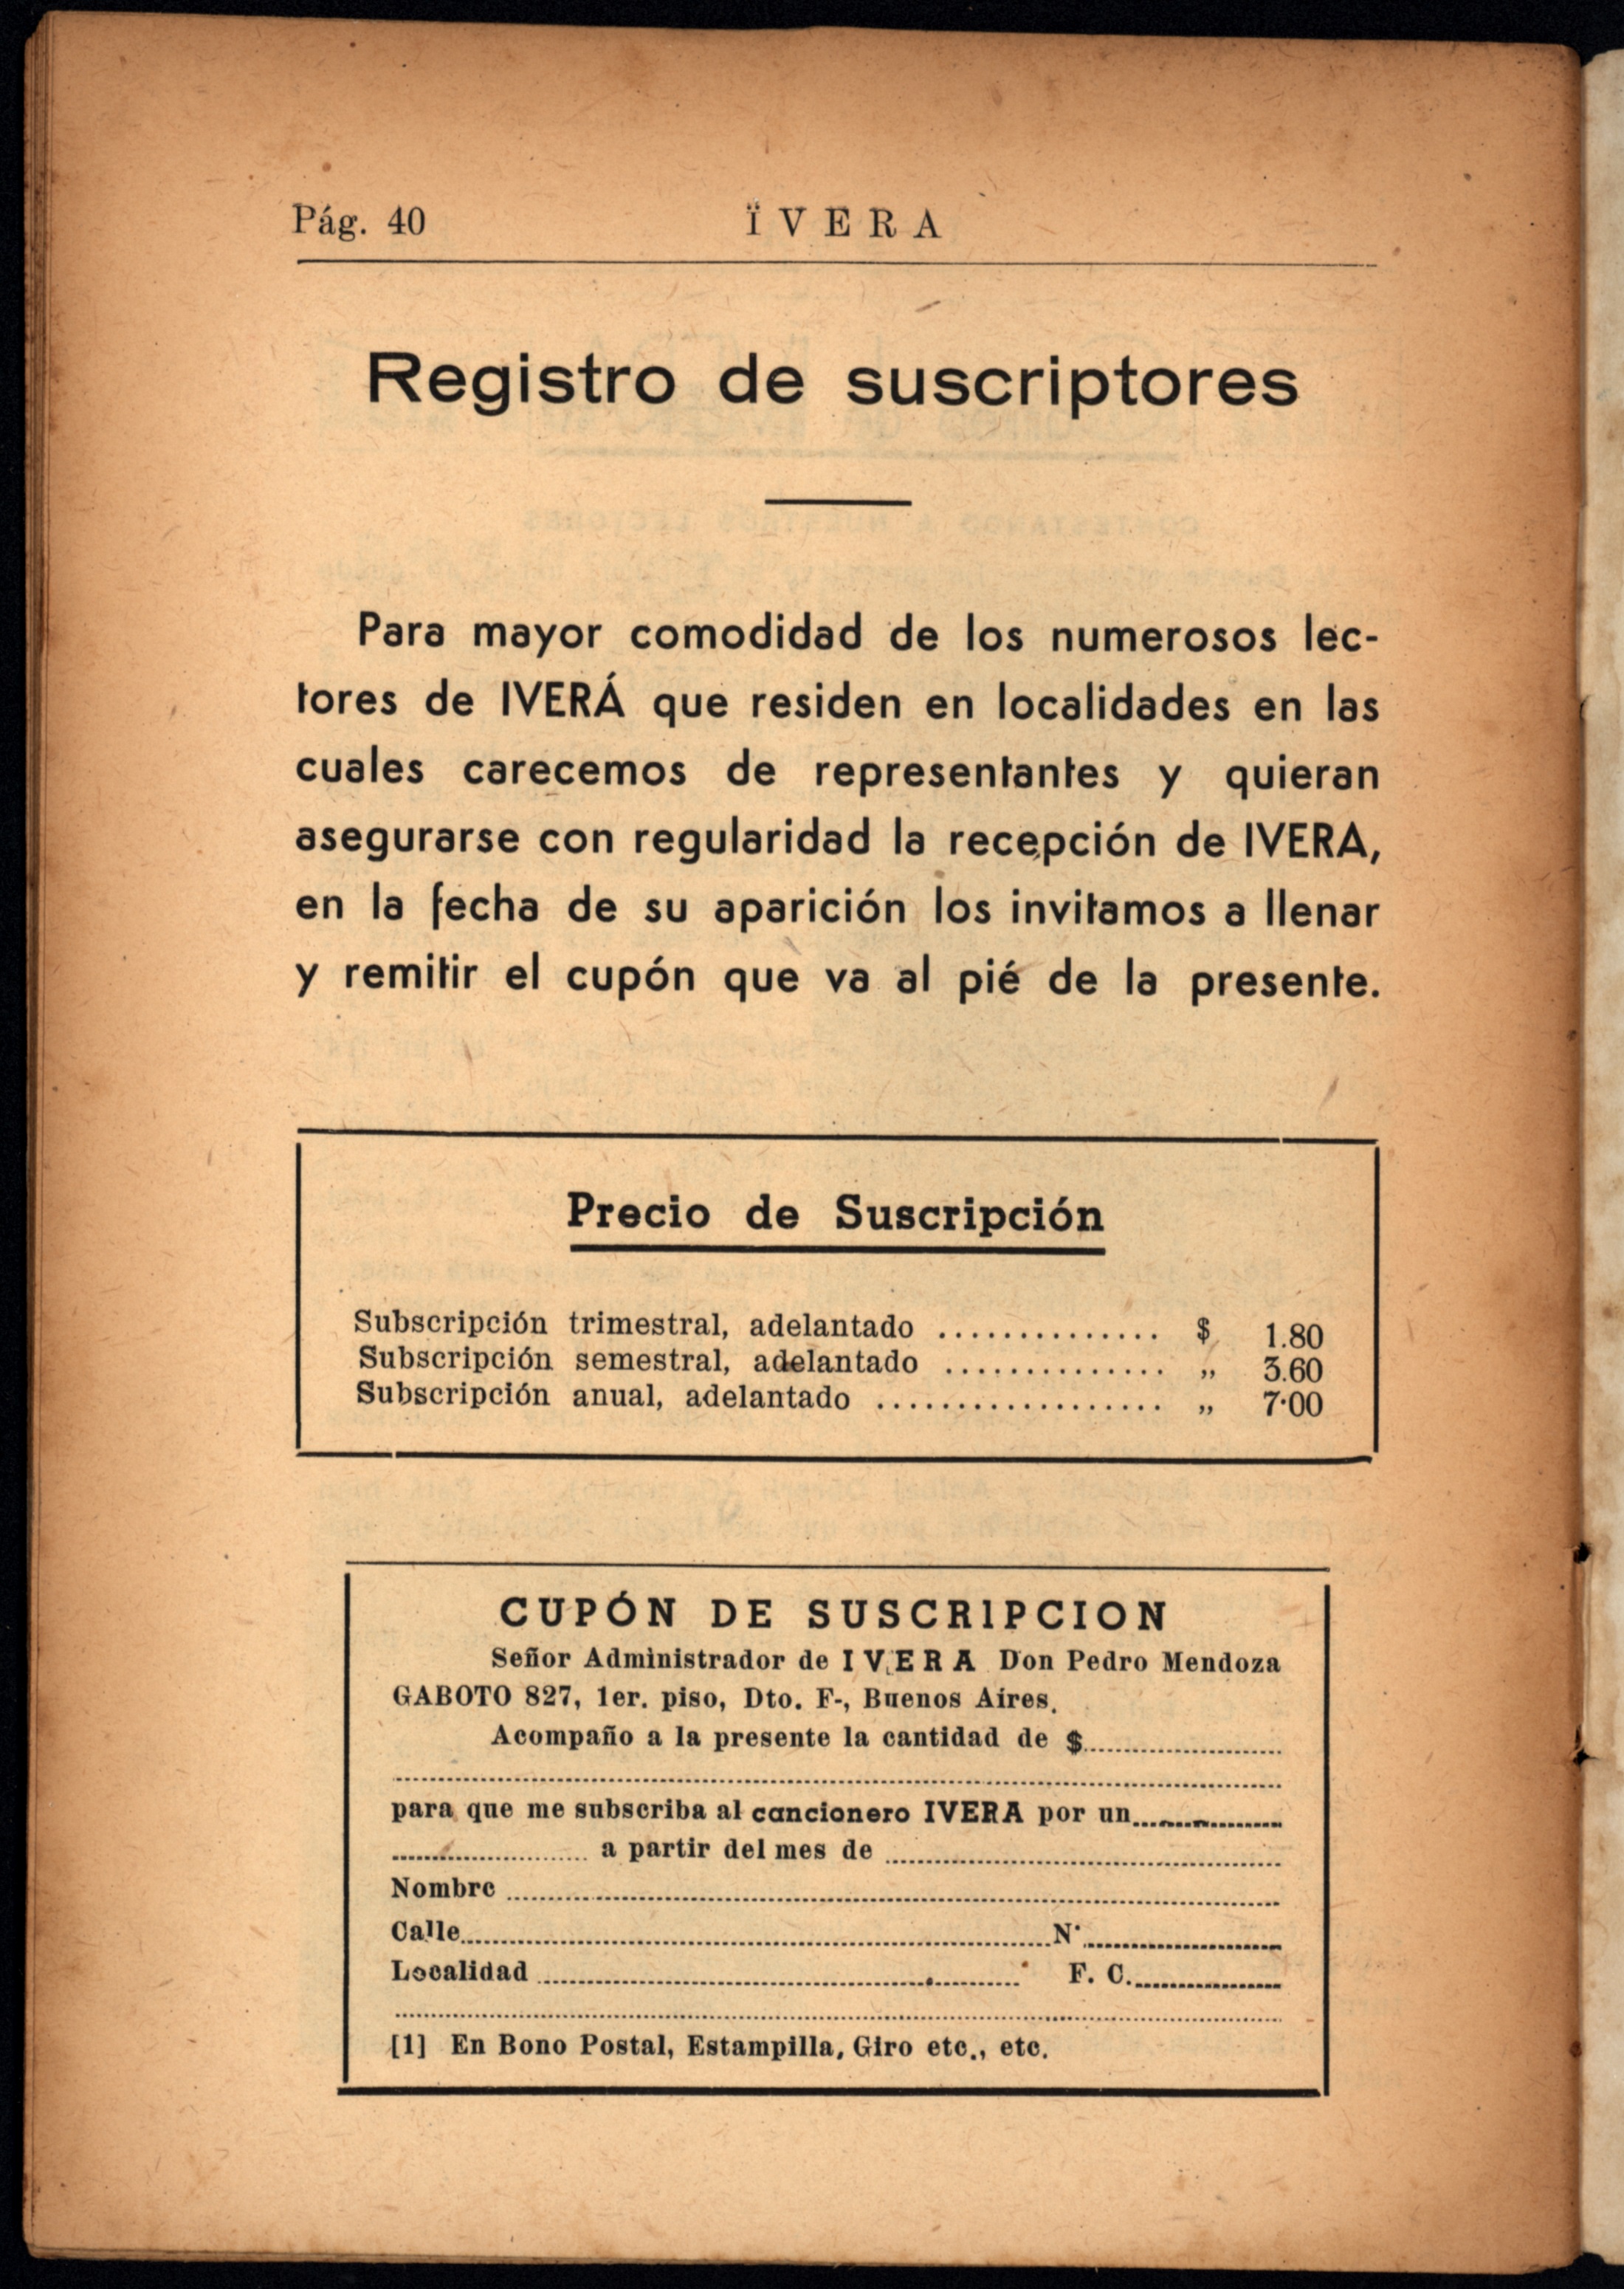 Pág. 40
Ï V E R A
Registro de suscriptores
Para mayor comodidad de los numerosos lec-
tores de IVERÁ que residen en localidades en las
cuales carecemos de representantes y quieran
asegurarse con regularidad la recepción de IVERA,
en la fecha de su aparición los invitamos a llenar
y remitir el cupón que va al pié de la presente.
Precio de Suscripción
Subscripción trimestral, adelantado .............. $ 1.80
Subscripción semestral, adelantado .............. „ 3.60
Subscripción anual, adelantado .................. „ 7·00
CUPÓN DE SUSCRIPCION
Señor Administrador de I V E R A Don Pedro Mendoza
GABOTO 827, 1er. piso, Dto. F-, Buenos Aires.
Acompaño a la presente la cantidad de $
para que me subscriba al cancionero IVERA por un
a partir del mes de
Nombre
Calle N°
Localidad F. C.
[1] En Bono Postal, Estampilla, Giro etc., etc.